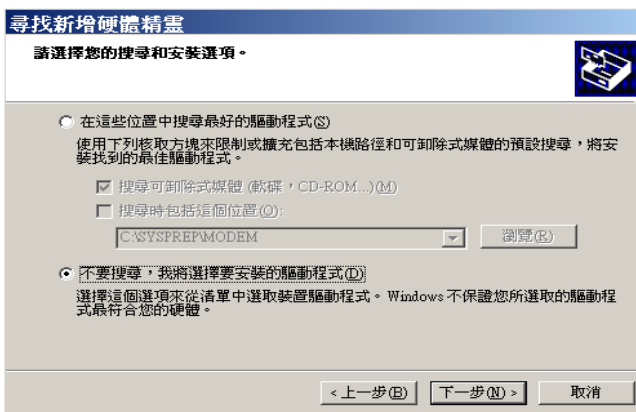 尋找新增硬體精靈
請選擇您的搜尋和安裝選項。
在這些位置中搜尋最好的驅動程式(S)
使用下列核取方塊來限制或擴充包括本機路徑和可卸除式媒體的預設搜尋，將安
裝找到的最佳驅動程式。
搜尋可卸除式媒體 (軟碟，CD-ROM...)(M)
搜尋時包括這個位置(O):
C:\SYSPREP\MODEM
瀏覽(R)
不要搜尋，我將選擇要安裝的驅動程式(D)
選擇這個選項來從清單中選取裝置驅動程式。Windows 不保證您所選取的驅動程
式最符合您的硬體。
<上一步(B) 下一步(N)> 取消